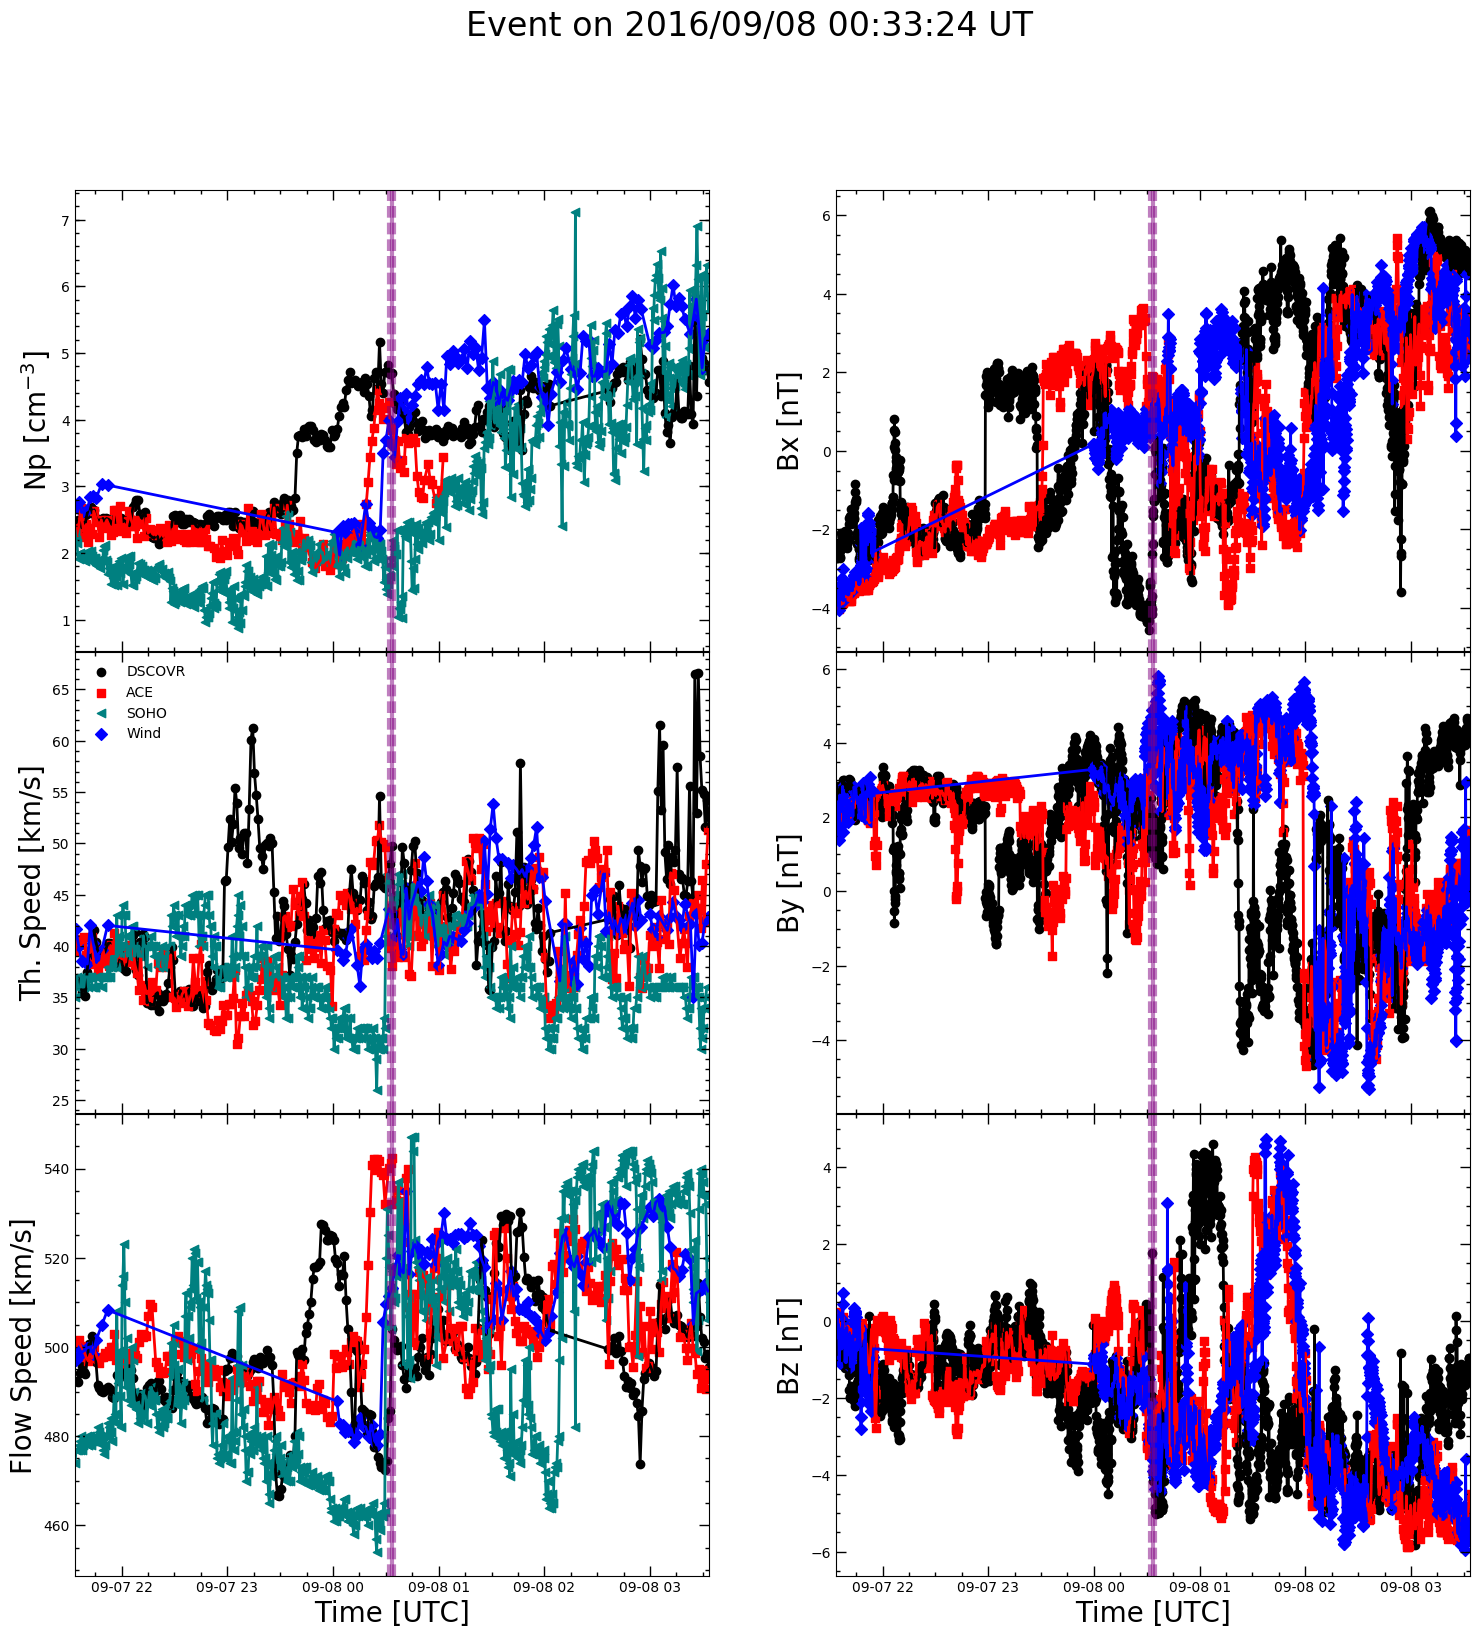 Event on 2016/09/08 00:33:24 UT
Np [cm⁻³]
7
6
5
4
3
2
1
Bx [nT]
6
4
2
0
−2
−4
Th. Speed [km/s]
65
60
55
50
45
40
35
30
25
DSCOVR
ACE
SOHO
Wind
By [nT]
6
4
2
0
−2
−4
Flow Speed [km/s]
540
520
500
480
460
Bz [nT]
4
2
0
−2
−4
−6
09-07 22 09-07 23 09-08 00 09-08 01 09-08 02 09-08 03
Time [UTC]
09-07 22 09-07 23 09-08 00 09-08 01 09-08 02 09-08 03
Time [UTC]